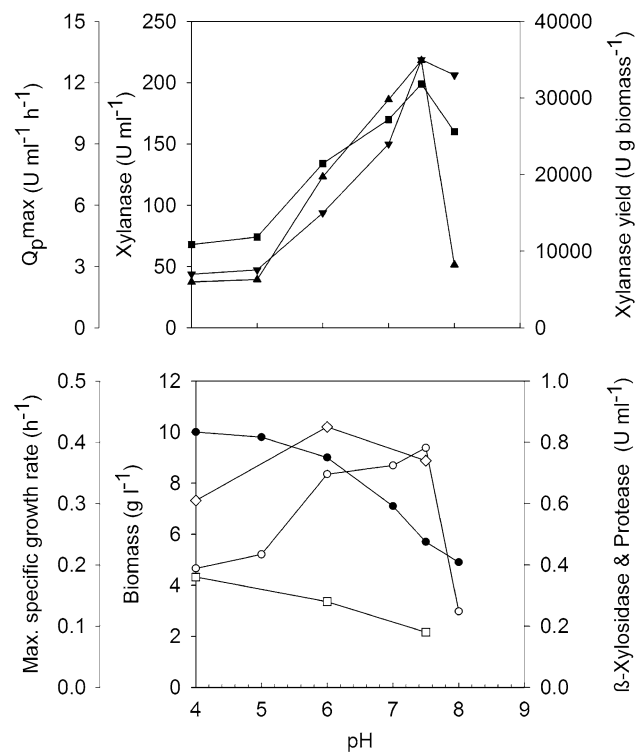 15 250 40000
12 200 30000
9 150 20000
6 100 10000
3 50
0 0 0
Qpmax (U ml-1 h-1)
Xylanase (U ml-1)
Xylanase yield (U g biomass-1)
0.5 12 1.0
0.4 10 0.8
0.3 8 0.6
0.2 6 0.4
0.1 4 0.2
0.0 2 0.0
0
Max. specific growth rate (h-1)
Biomass (g l-1)
ß-Xylosidase & Protease (U ml-1)
4 5 6 7 8 9
pH